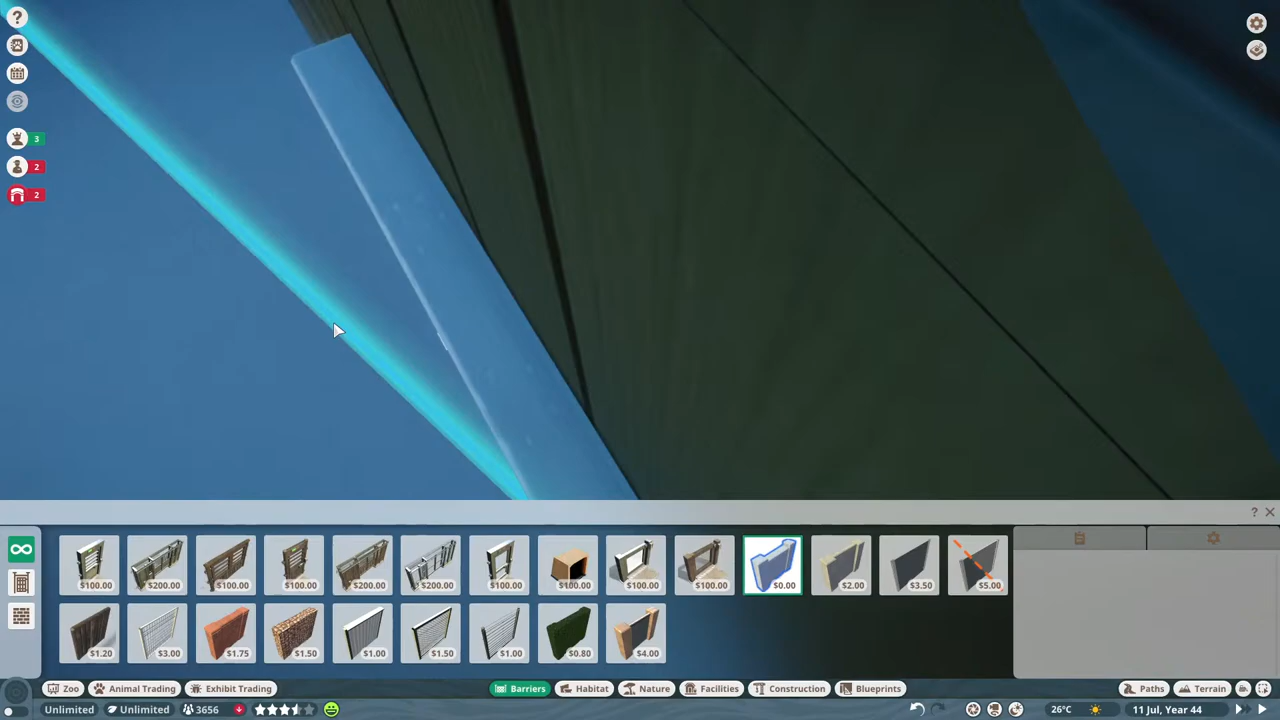 ?
3
2
2
? ×
$100.00 $200.00 $100.00 $100.00 $200.00 $200.00 $100.00 $100.00 $100.00 $100.00 $0.00 $2.00 $3.50 $5.00
$1.20 $3.00 $1.75 $1.50 $1.00 $1.50 $1.00 $0.80 $4.00
Zoo Animal Trading Exhibit Trading Barriers Habitat Nature Facilities Construction Blueprints Paths Terrain
Unlimited Unlimited 3656 26°C 11 Jul, Year 44